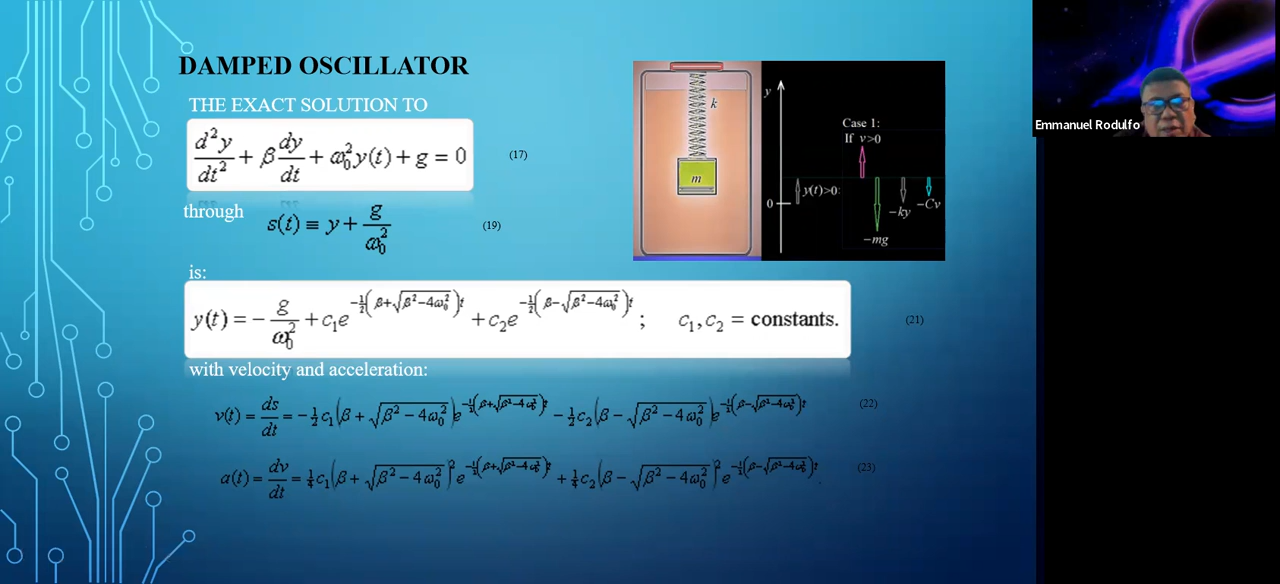 DAMPED OSCILLATOR
THE EXACT SOLUTION TO
d²y/dt² + β dy/dt + ω₀²y(t) + g = 0 (17)
through
s(t) ≡ y + g/ω₀² (19)
is:
y(t) = − g/ω₀² + c₁e^(−½(β+√(β²−4ω₀²))t) + c₂e^(−½(β−√(β²−4ω₀²))t) ; c₁, c₂ = constants. (21)
with velocity and acceleration:
v(t) = ds/dt = −½c₁(β + √(β² − 4ω₀²))e^(−½(β+√(β²−4ω₀²))t) − ½c₂(β − √(β² − 4ω₀²))e^(−½(β−√(β²−4ω₀²))t) (22)
a(t) = dv/dt = ¼c₁(β + √(β² − 4ω₀²))²e^(−½(β+√(β²−4ω₀²))t) + ¼c₂(β − √(β² − 4ω₀²))²e^(−½(β−√(β²−4ω₀²))t). (23)
k
m
y
0
y(t)>0:
Case 1:
If v>0
−mg
−ky
−Cv
Emmanuel Rodulfo